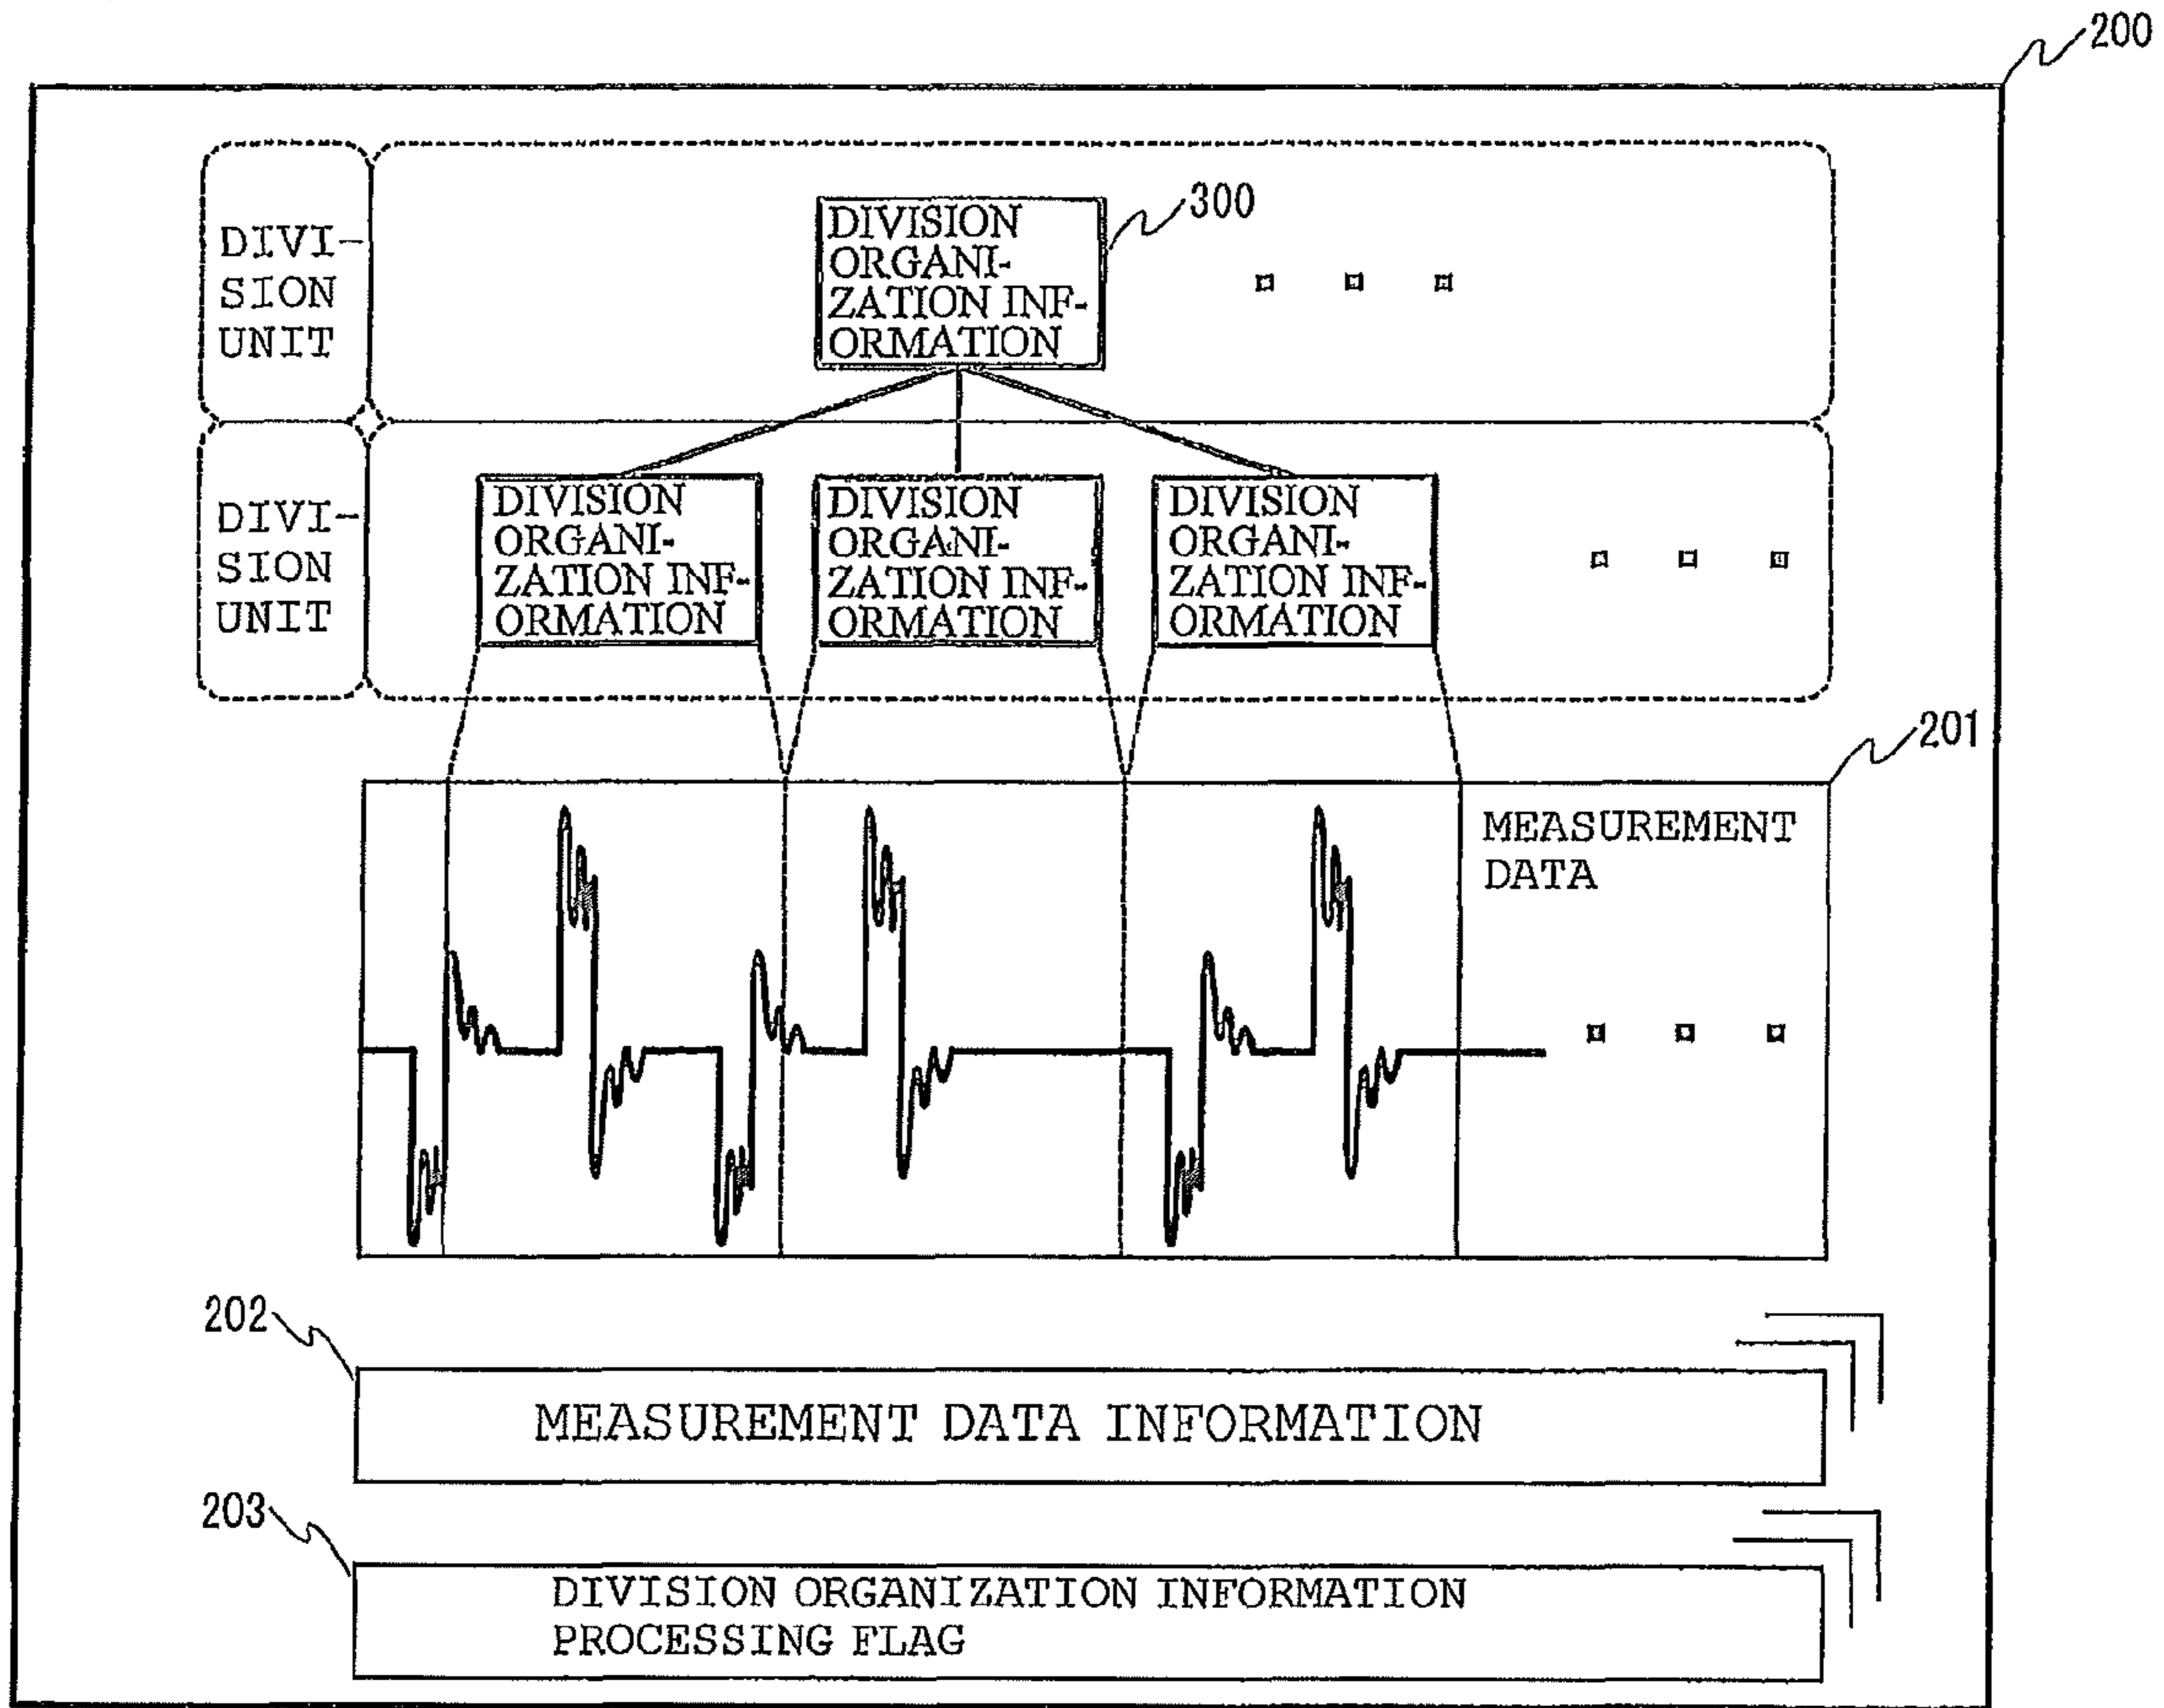 200
DIVI-
SION
UNIT
DIVISION
ORGANI-
ZATION INF-
ORMATION
300
DIVI-
SION
UNIT
DIVISION
ORGANI-
ZATION INF-
ORMATION
DIVISION
ORGANI-
ZATION INF-
ORMATION
DIVISION
ORGANI-
ZATION INF-
ORMATION
201
MEASUREMENT
DATA
202
MEASUREMENT DATA INFORMATION
203
DIVISION ORGANIZATION INFORMATION
PROCESSING FLAG